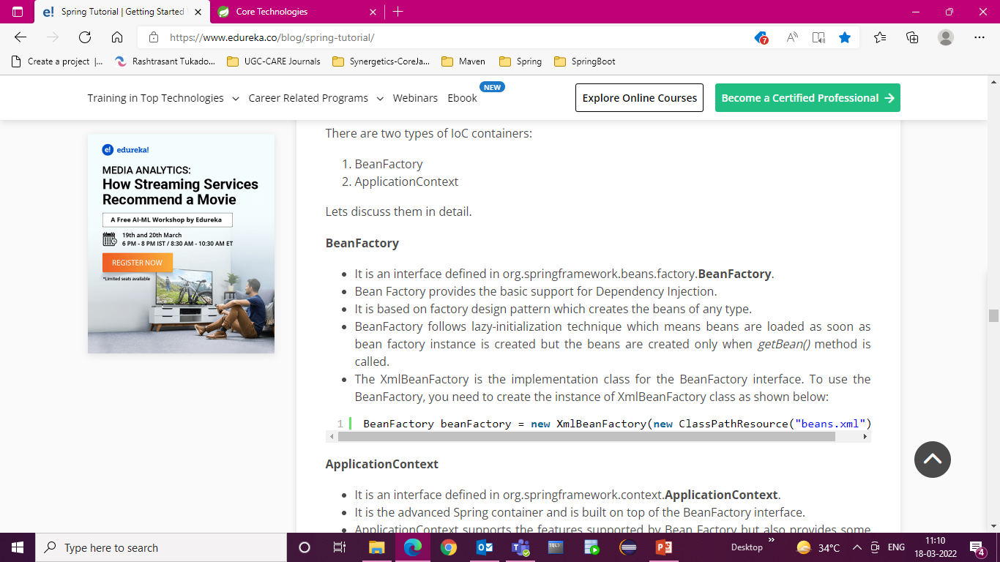 Spring Tutorial | Getting Started
Core Technologies
https://www.edureka.co/blog/spring-tutorial/
7
Create a project |...
Rashtrasant Tukado...
UGC-CARE Journals
Synergetics-CoreJa...
Maven
Spring
SpringBoot
Training in Top Technologies
Career Related Programs
Webinars
Ebook
NEW
Explore Online Courses
Become a Certified Professional
edureka!
MEDIA ANALYTICS:
How Streaming Services
Recommend a Movie
A Free AI-ML Workshop by Edureka
19th and 20th March
6 PM - 8 PM IST / 8:30 AM - 10:30 AM ET
REGISTER NOW
*Limited seats available
There are two types of IoC containers:
1. BeanFactory
2. ApplicationContext
Lets discuss them in detail.
BeanFactory
• It is an interface defined in org.springframework.beans.factory.BeanFactory.
• Bean Factory provides the basic support for Dependency Injection.
• It is based on factory design pattern which creates the beans of any type.
• BeanFactory follows lazy-initialization technique which means beans are loaded as soon as
bean factory instance is created but the beans are created only when getBean() method is
called.
• The XmlBeanFactory is the implementation class for the BeanFactory interface. To use the
BeanFactory, you need to create the instance of XmlBeanFactory class as shown below:
1 BeanFactory beanFactory = new XmlBeanFactory(new ClassPathResource("beans.xml")
ApplicationContext
• It is an interface defined in org.springframework.context.ApplicationContext.
• It is the advanced Spring container and is built on top of the BeanFactory interface.
• ApplicationContext supports the features supported by Bean Factory but also provides some
Type here to search
Desktop
34°C
ENG
11:10
18-03-2022
4